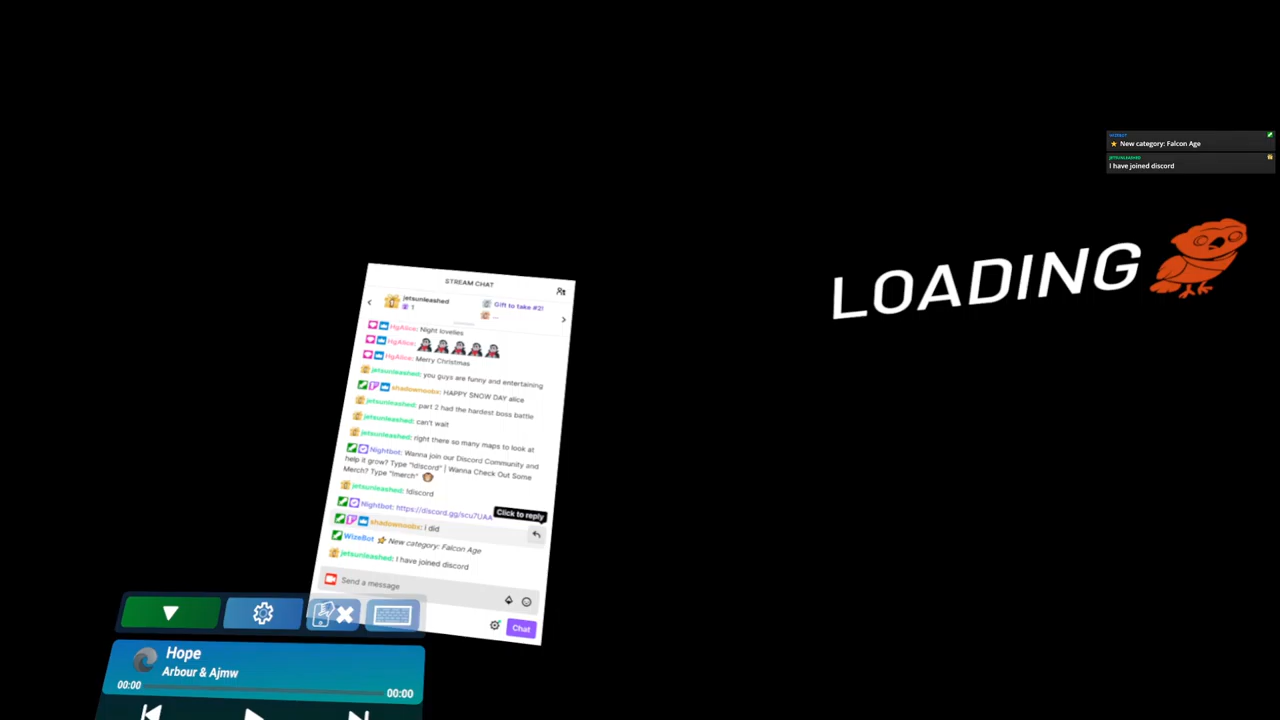 WIZEBOT
New category: Falcon Age
JETSUNLEASHED
I have joined discord
LOADING
STREAM CHAT
jetsunleashed
1
Gift to take #2!
...
HgAlice: Night lovelies
HgAlice:
HgAlice: Merry Christmas
jetsunleashed: you guys are funny and entertaining
shadownoobx: HAPPY SNOW DAY alice
jetsunleashed: part 2 had the hardest boss battle
jetsunleashed: can't wait
jetsunleashed: right there so many maps to look at
Nightbot: Wanna join our Discord Community and
help it grow? Type "!discord" | Wanna Check Out Some
Merch? Type "!merch"
jetsunleashed: !discord
Nightbot: https://discord.gg/scu7UAA
Click to reply
shadownoobx: i did
WizeBot New category: Falcon Age
jetsunleashed: I have joined discord
Send a message
Chat
Hope
Arbour & Ajmw
00:00
00:00